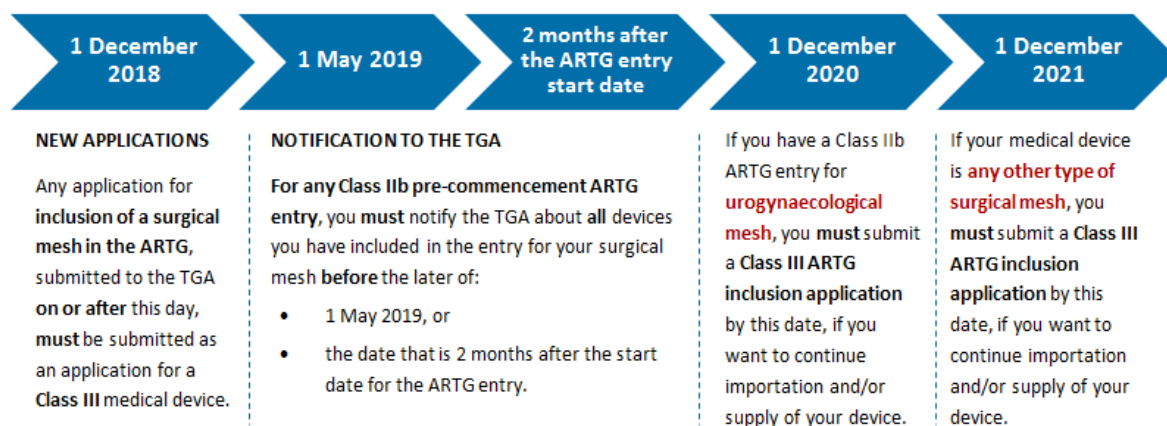 1 December
2018
1 May 2019
2 months after
the ARTG entry
start date
1 December
2020
1 December
2021
NEW APPLICATIONS
Any application for
inclusion of a surgical
mesh in the ARTG,
submitted to the TGA
on or after this day,
must be submitted as
an application for a
Class III medical device.
NOTIFICATION TO THE TGA
For any Class IIb pre-commencement ARTG
entry, you must notify the TGA about all devices
you have included in the entry for your surgical
mesh before the later of:
• 1 May 2019, or
• the date that is 2 months after the start
date for the ARTG entry.
If you have a Class IIb
ARTG entry for
urogynaecological
mesh, you must submit
a Class III ARTG
inclusion application
by this date, if you
want to continue
importation and/or
supply of your device.
If your medical device
is any other type of
surgical mesh, you
must submit a Class III
ARTG inclusion
application by this
date, if you want to
continue importation
and/or supply of your
device.